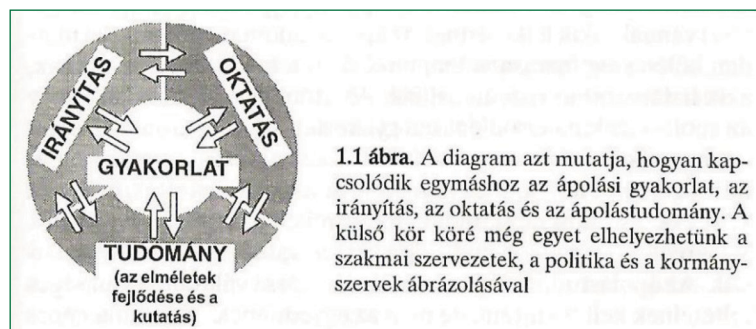 IRÁNYÍTÁS
OKTATÁS
GYAKORLAT
TUDOMÁNY
(az elméletek
fejlődése és a
kutatás)
1.1 ábra. A diagram azt mutatja, hogyan kap-
csolódik egymáshoz az ápolási gyakorlat, az
irányítás, az oktatás és az ápolástudomány. A
külső kör köré még egyet elhelyezhetünk a
szakmai szervezetek, a politika és a kormány-
szervek ábrázolásával